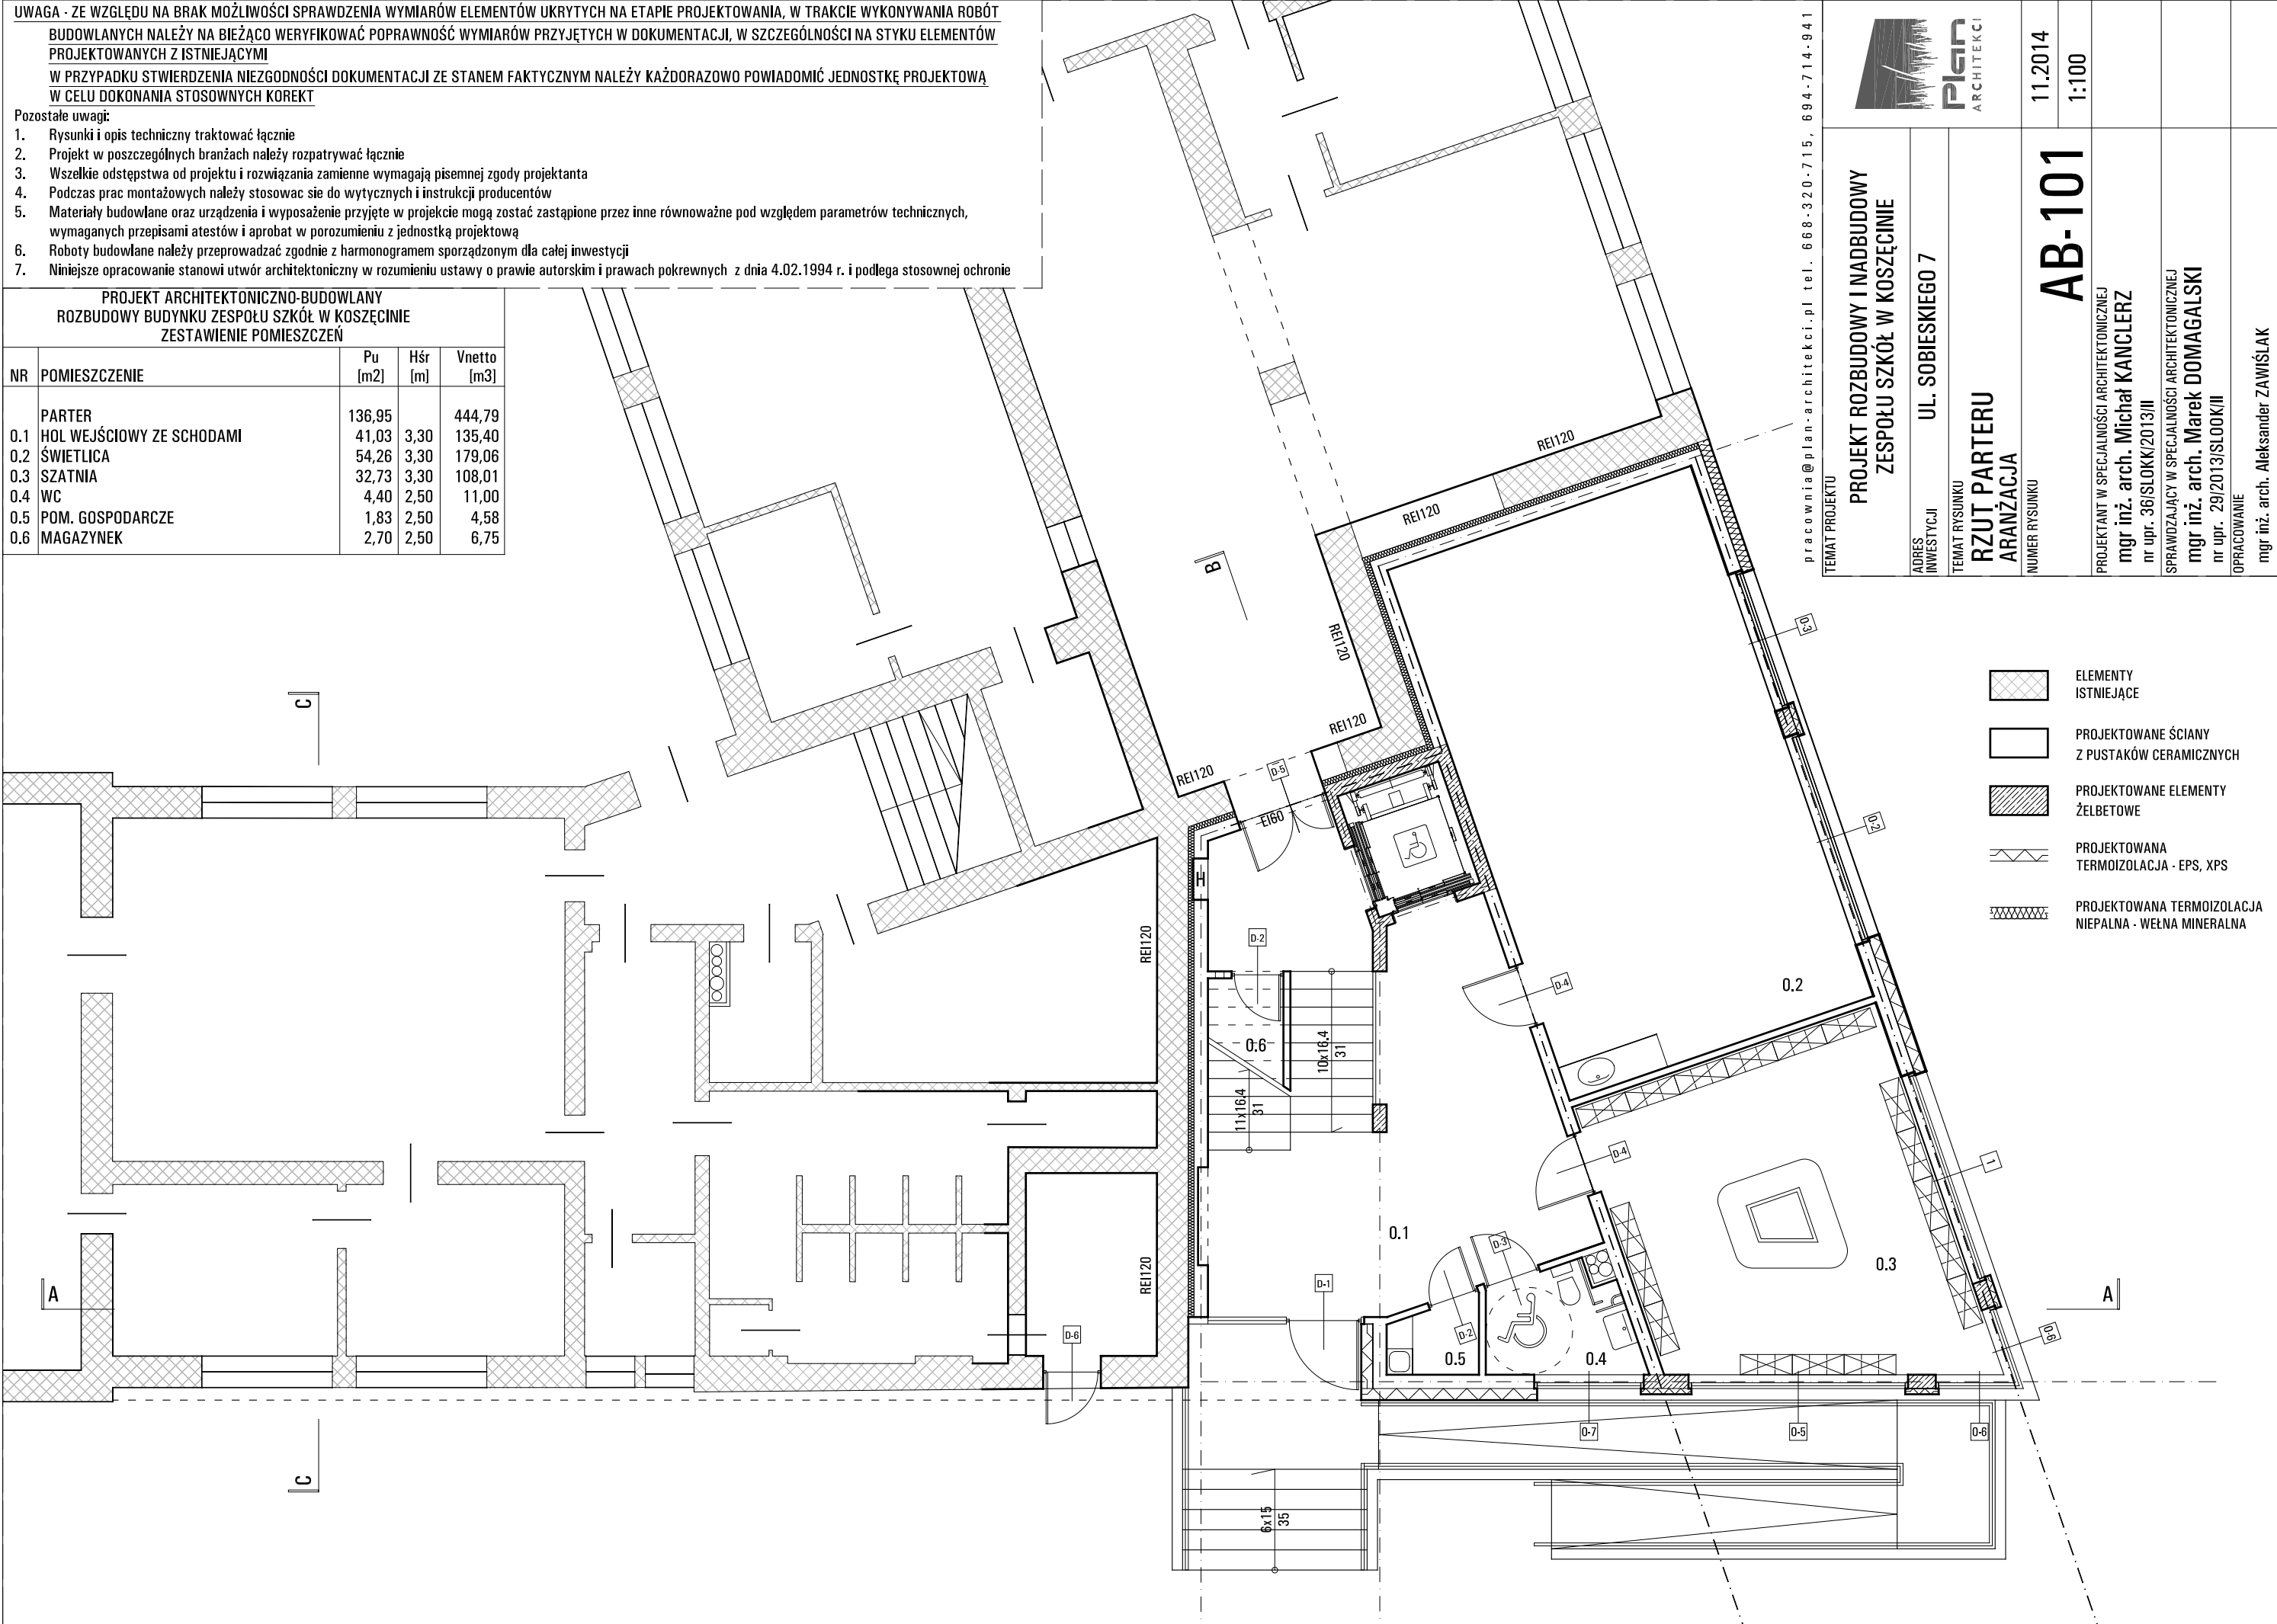 UWAGA - ZE WZGLĘDU NA BRAK MOŻLIWOŚCI SPRAWDZENIA WYMIARÓW ELEMENTÓW UKRYTYCH NA ETAPIE PROJEKTOWANIA, W TRAKCIE WYKONYWANIA ROBÓT
BUDOWLANYCH NALEŻY NA BIEŻĄCO WERYFIKOWAĆ POPRAWNOŚĆ WYMIARÓW PRZYJĘTYCH W DOKUMENTACJI, W SZCZEGÓLNOŚCI NA STYKU ELEMENTÓW
PROJEKTOWANYCH Z ISTNIEJĄCYMI
W PRZYPADKU STWIERDZENIA NIEZGODNOŚCI DOKUMENTACJI ZE STANEM FAKTYCZNYM NALEŻY KAŻDORAZOWO POWIADOMIĆ JEDNOSTKĘ PROJEKTOWĄ
W CELU DOKONANIA STOSOWNYCH KOREKT
Pozostałe uwagi:
1. Rysunki i opis techniczny traktować łącznie
2. Projekt w poszczególnych branżach należy rozpatrywać łącznie
3. Wszelkie odstępstwa od projektu i rozwiązania zamienne wymagają pisemnej zgody projektanta
4. Podczas prac montażowych należy stosowac sie do wytycznych i instrukcji producentów
5. Materiały budowlane oraz urządzenia i wyposażenie przyjęte w projekcie mogą zostać zastąpione przez inne równoważne pod względem parametrów technicznych,
wymaganych przepisami atestów i aprobat w porozumieniu z jednostką projektową
6. Roboty budowlane należy przeprowadzać zgodnie z harmonogramem sporządzonym dla całej inwestycji
7. Niniejsze opracowanie stanowi utwór architektoniczny w rozumieniu ustawy o prawie autorskim i prawach pokrewnych z dnia 4.02.1994 r. i podlega stosownej ochronie
PROJEKT ARCHITEKTONICZNO-BUDOWLANY
ROZBUDOWY BUDYNKU ZESPOŁU SZKÓŁ W KOSZĘCINIE
ZESTAWIENIE POMIESZCZEŃ
NR POMIESZCZENIE Pu [m2] Hśr [m] Vnetto [m3]
PARTER 136,95 444,79
0.1 HOL WEJŚCIOWY ZE SCHODAMI 41,03 3,30 135,40
0.2 ŚWIETLICA 54,26 3,30 179,06
0.3 SZATNIA 32,73 3,30 108,01
0.4 WC 4,40 2,50 11,00
0.5 POM. GOSPODARCZE 1,83 2,50 4,58
0.6 MAGAZYNEK 2,70 2,50 6,75
pracownia@plan-architekci.pl tel. 668-320-715, 694-714-941
Plan
ARCHITEKCI
TEMAT PROJEKTU
PROJEKT ROZBUDOWY I NADBUDOWY
ZESPOŁU SZKÓŁ W KOSZĘCINIE
ADRES
INWESTYCJI
UL. SOBIESKIEGO 7
TEMAT RYSUNKU
RZUT PARTERU
ARANŻACJA
11.2014
1:100
NUMER RYSUNKU
AB-101
PROJEKTANT W SPECJALNOŚCI ARCHITEKTONICZNEJ
mgr inż. arch. Michał KANCLERZ
nr upr. 36/SLOKK/2013/II
SPRAWDZAJĄCY W SPECJALNOŚCI ARCHITEKTONICZNEJ
mgr inż. arch. Marek DOMAGALSKI
nr upr. 29/2013/SLOOK/II
OPRACOWANIE
mgr inż. arch. Aleksander ZAWIŚLAK
ELEMENTY
ISTNIEJĄCE
PROJEKTOWANE ŚCIANY
Z PUSTAKÓW CERAMICZNYCH
PROJEKTOWANE ELEMENTY
ŻELBETOWE
PROJEKTOWANA
TERMOIZOLACJA - EPS, XPS
PROJEKTOWANA TERMOIZOLACJA
NIEPALNA - WEŁNA MINERALNA
REI120
REI120
B
REI120
O-3
C
REI120
REI120
D-5
EI60
O-2
H
REI120
D-2
D-4
0.2
0.6
10x16.4
31
11x16.4
31
D-4
1
0.1
D-3
0.3
REI120
A
D-1
A
D-6
D-2
0.5
0.4
O-6
O-7
O-5
O-6
C
6x15
35